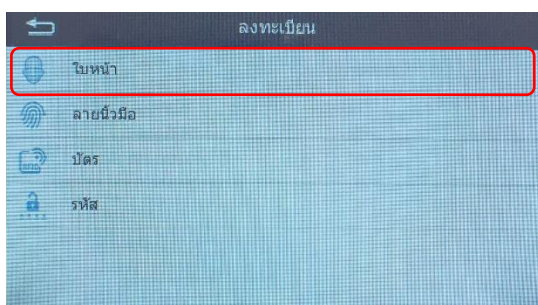 ลงทะเบียน
ใบหน้า
ลายนิ้วมือ
บัตร
รหัส